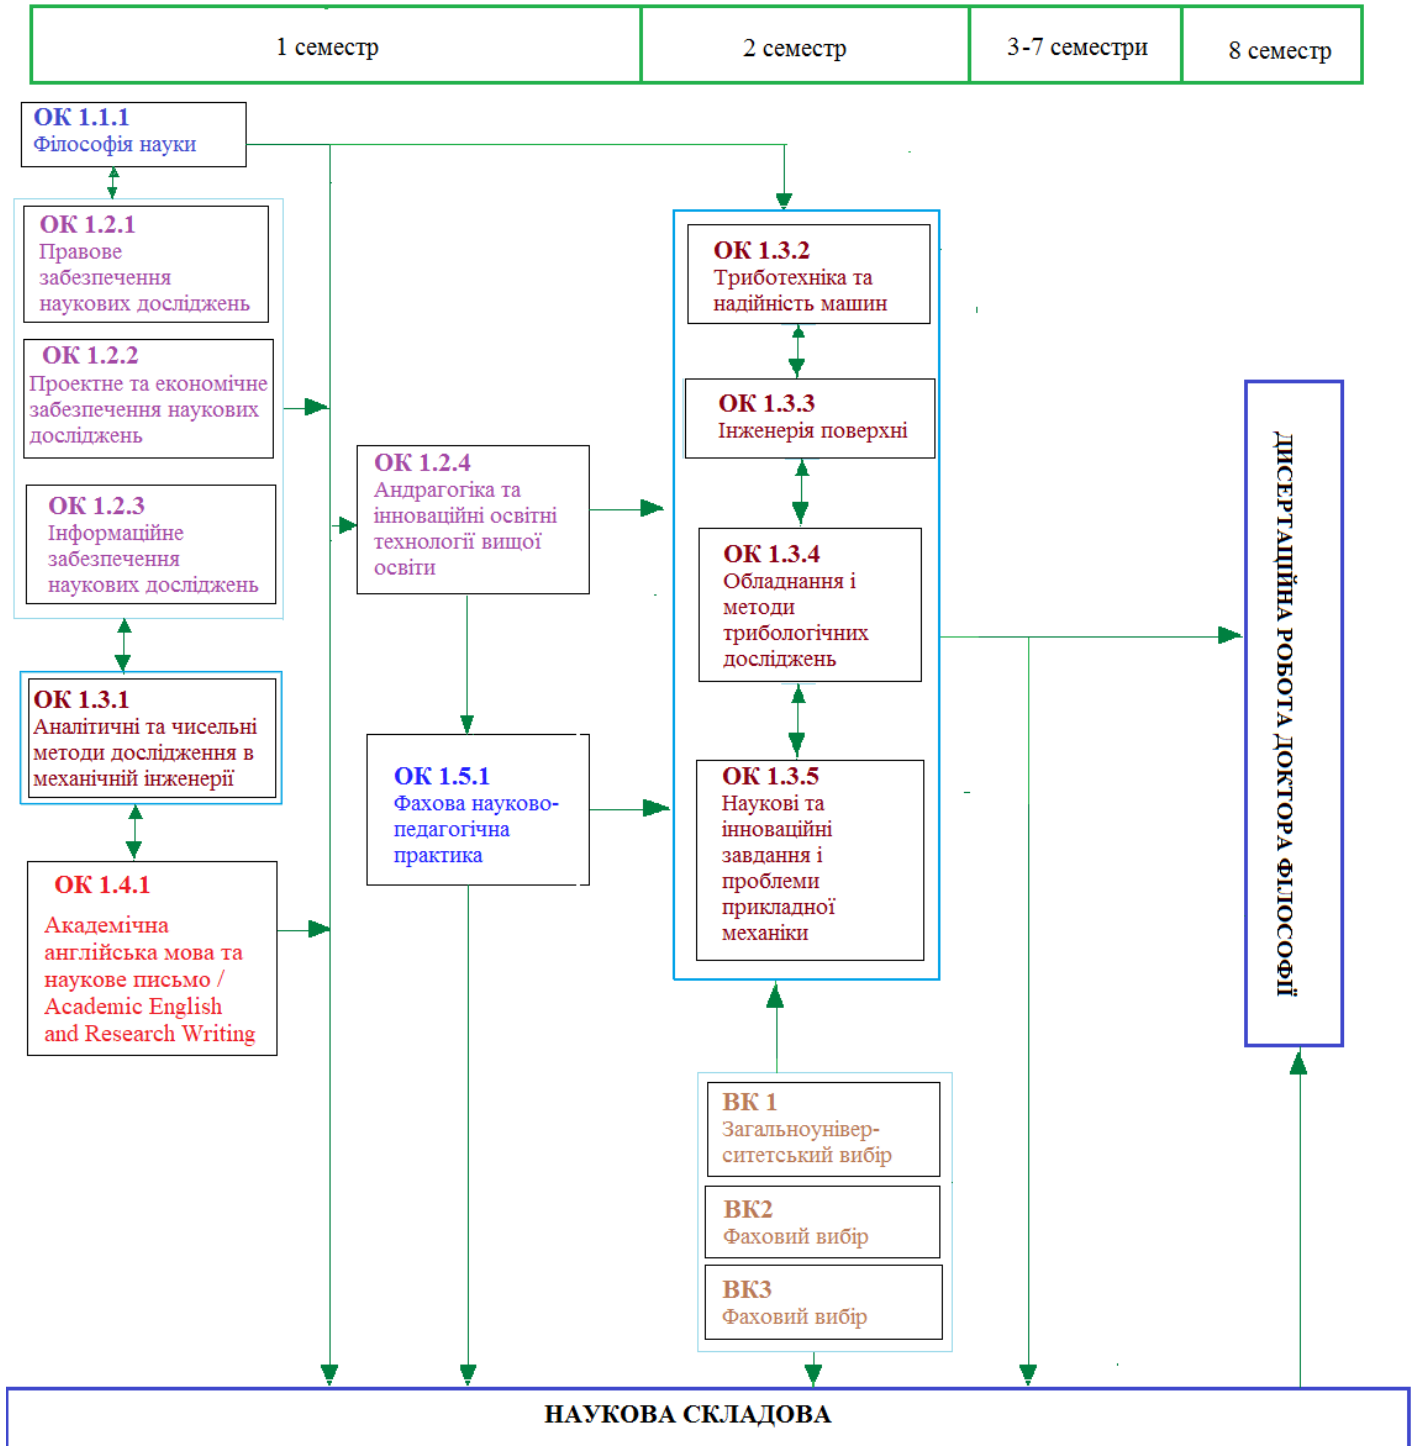 1 семестр
2 семестр
3-7 семестри
8 семестр
ОК 1.1.1
Філософія науки
ОК 1.2.1
Правове
забезпечення
наукових досліджень
ОК 1.2.2
Проектне та економічне
забезпечення наукових
досліджень
ОК 1.2.3
Інформаційне
забезпечення
наукових досліджень
ОК 1.3.1
Аналітичні та чисельні
методи дослідження в
механічній інженерії
ОК 1.4.1
Академічна
англійська мова та
наукове письмо /
Academic English
and Research Writing
ОК 1.2.4
Андрагогіка та
інноваційні освітні
технології вищої
освіти
ОК 1.5.1
Фахова науково-
педагогічна
практика
ОК 1.3.2
Триботехніка та
надійність машин
ОК 1.3.3
Інженерія поверхні
ОК 1.3.4
Обладнання і
методи
трибологічних
досліджень
ОК 1.3.5
Наукові та
інноваційні
завдання і
проблеми
прикладної
механіки
ВК 1
Загальноунівер-
ситетський вибір
ВК2
Фаховий вибір
ВК3
Фаховий вибір
ДИСЕРТАЦІЙНА РОБОТА ДОКТОРА ФІЛОСОФІЇ
НАУКОВА СКЛАДОВА